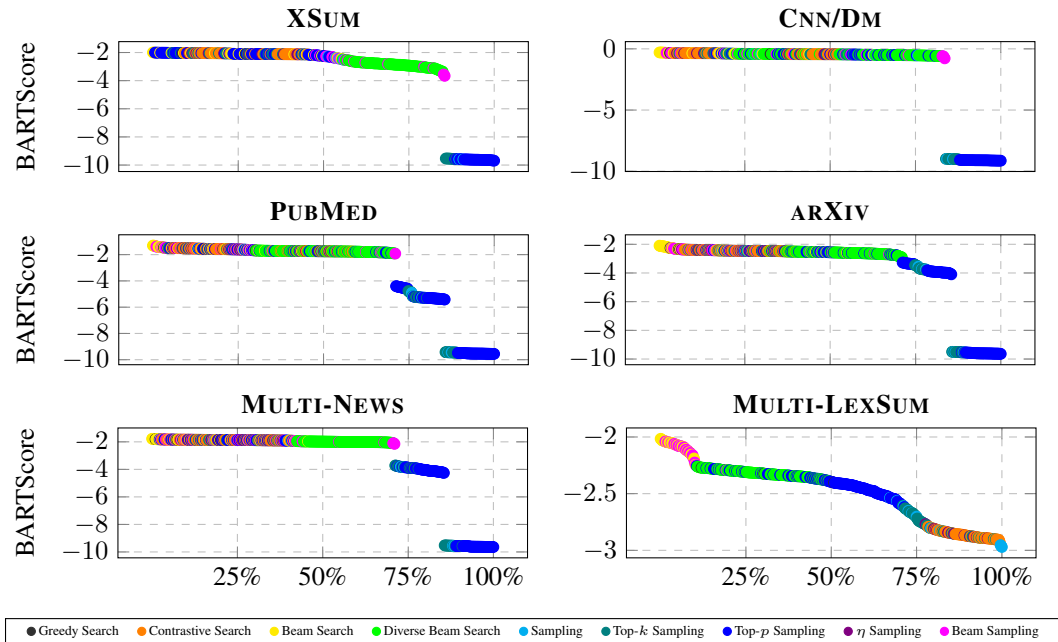 XSUM
CNN/DM
BARTScore
−2
−4
−6
−8
−10
0
−5
−10
PUBMED
ARXIV
BARTScore
−2
−4
−6
−8
−10
−2
−4
−6
−8
−10
MULTI-NEWS
MULTI-LEXSUM
BARTScore
−2
−4
−6
−8
−10
−2
−2.5
−3
25% 50% 75% 100%
25% 50% 75% 100%
Greedy Search Contrastive Search Beam Search Diverse Beam Search Sampling Top-k Sampling Top-p Sampling η Sampling Beam Sampling